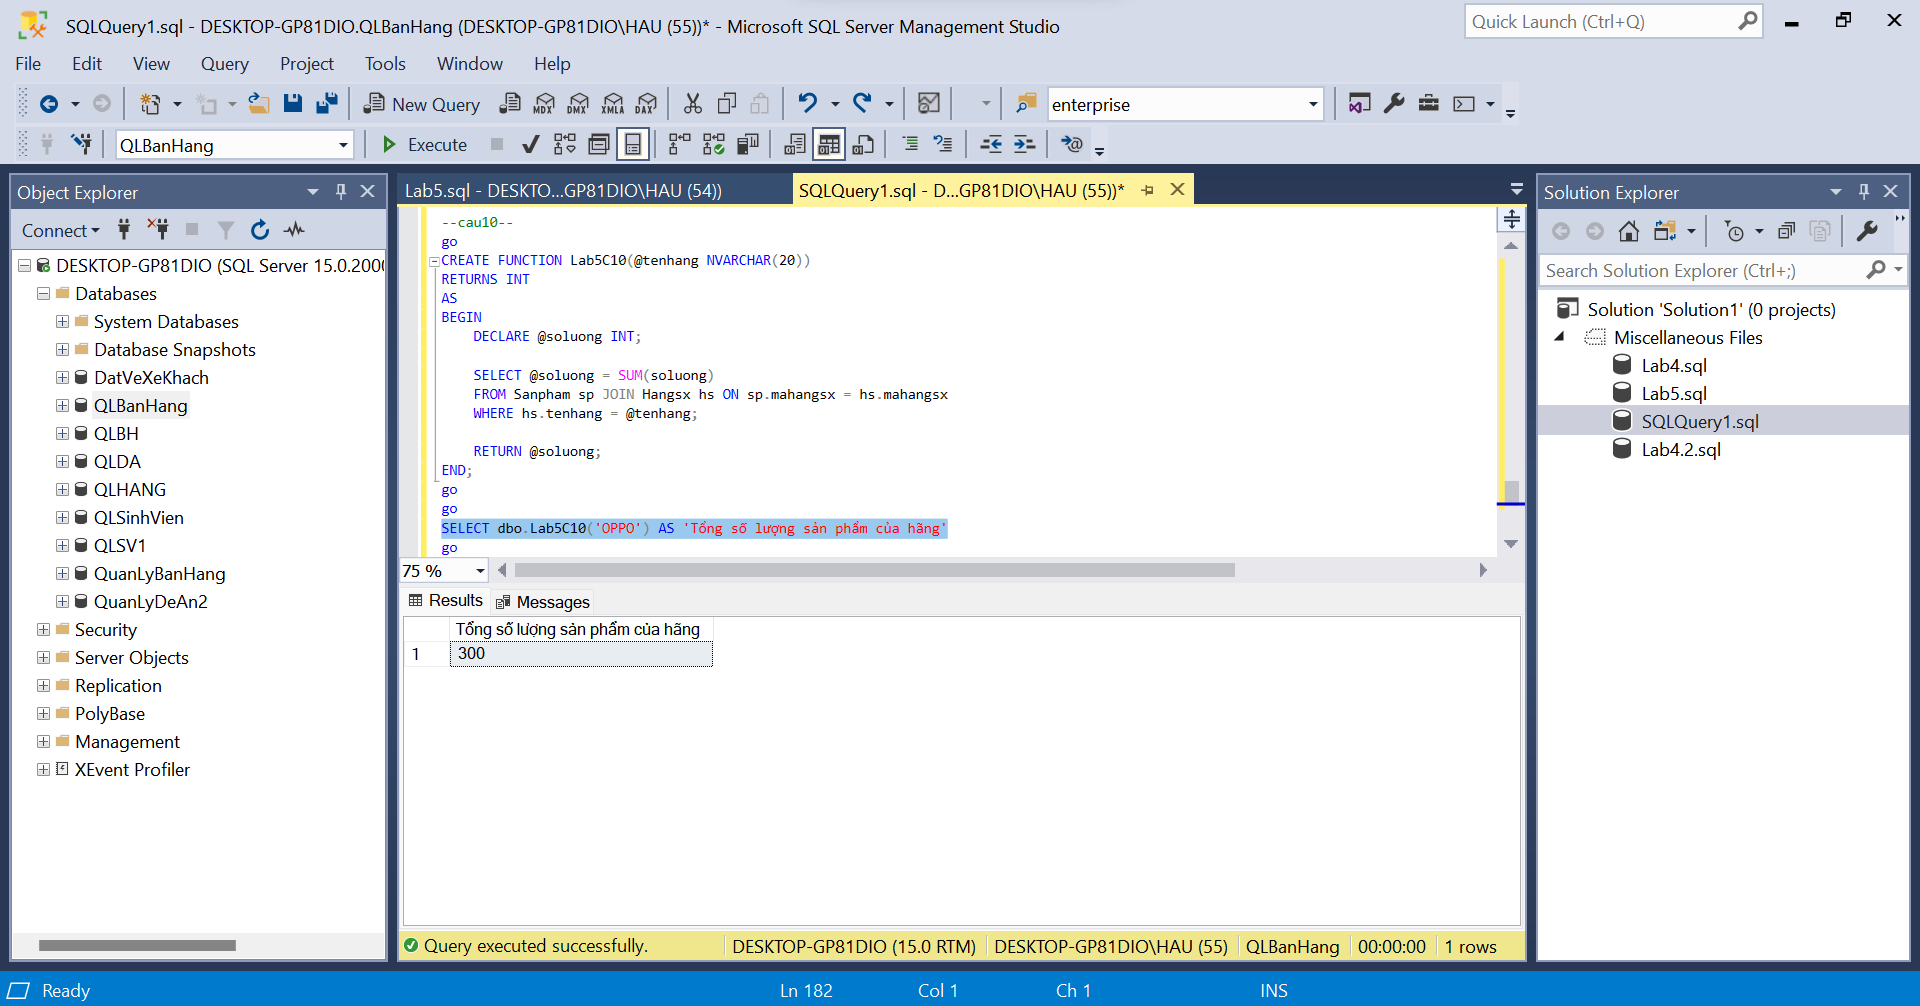 SQLQuery1.sql - DESKTOP-GP81DIO.QLBanHang (DESKTOP-GP81DIO\HAU (55))* - Microsoft SQL Server Management Studio
Quick Launch (Ctrl+Q)
File Edit View Query Project Tools Window Help
New Query MDX DMX XMLA DAX enterprise
QLBanHang Execute
Object Explorer
Connect
DESKTOP-GP81DIO (SQL Server 15.0.2000
Databases
System Databases
Database Snapshots
DatVeXeKhach
QLBanHang
QLBH
QLDA
QLHANG
QLSinhVien
QLSV1
QuanLyBanHang
QuanLyDeAn2
Security
Server Objects
Replication
PolyBase
Management
XEvent Profiler
Lab5.sql - DESKTO...GP81DIO\HAU (54))
SQLQuery1.sql - D...GP81DIO\HAU (55))*
--cau10--
go
CREATE FUNCTION Lab5C10(@tenhang NVARCHAR(20))
RETURNS INT
AS
BEGIN
DECLARE @soluong INT;
SELECT @soluong = SUM(soluong)
FROM Sanpham sp JOIN Hangsx hs ON sp.mahangsx = hs.mahangsx
WHERE hs.tenhang = @tenhang;
RETURN @soluong;
END;
go
go
SELECT dbo.Lab5C10('OPPO') AS 'Tổng số lượng sản phẩm của hãng'
go
75 %
Results Messages
Tổng số lượng sản phẩm của hãng
1 300
Query executed successfully. DESKTOP-GP81DIO (15.0 RTM) DESKTOP-GP81DIO\HAU (55) QLBanHang 00:00:00 1 rows
Solution Explorer
Search Solution Explorer (Ctrl+;)
Solution 'Solution1' (0 projects)
Miscellaneous Files
Lab4.sql
Lab5.sql
SQLQuery1.sql
Lab4.2.sql
Ready Ln 182 Col 1 Ch 1 INS